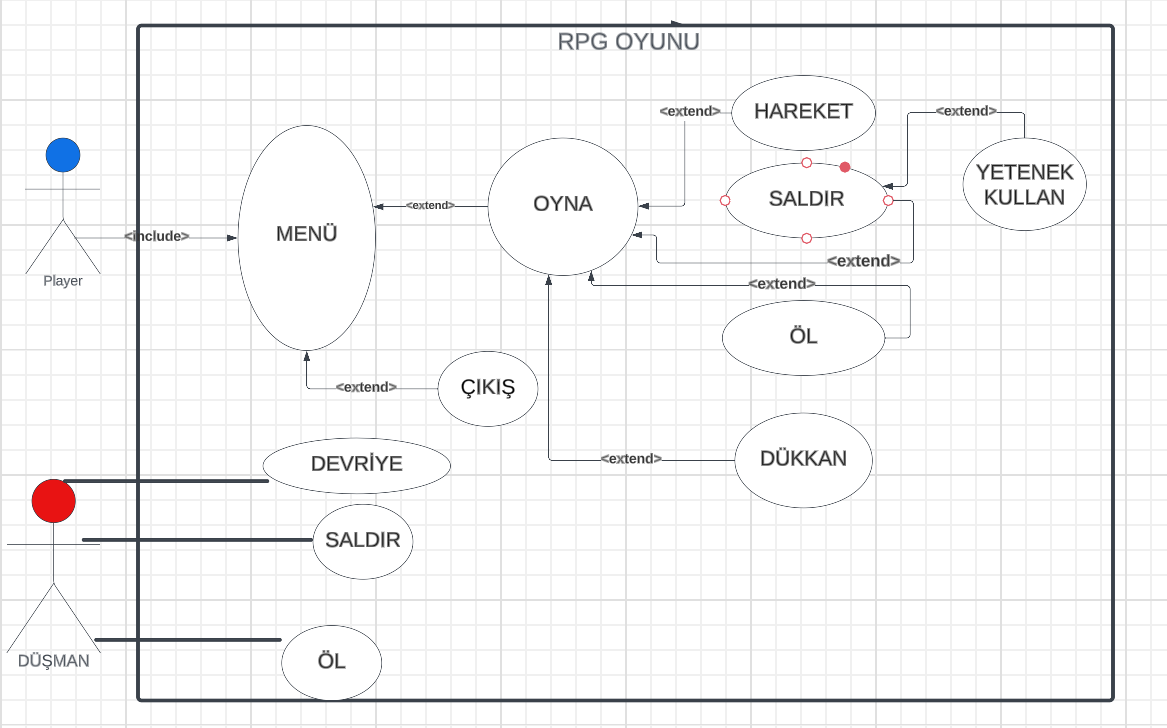 RPG OYUNU
<extend>
HAREKET
<extend>
YETENEK
KULLAN
SALDIR
OYNA
<extend>
MENÜ
<include>
Player
<extend>
<extend>
ÖL
<extend>
ÇIKIŞ
<extend>
DÜKKAN
DEVRİYE
SALDIR
DÜŞMAN
ÖL